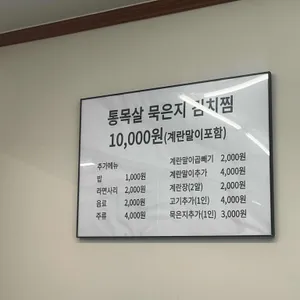 통목살 묵은지 김치찜
10,000원(계란말이포함)
추가메뉴
밥 1,000원
라면사리 2,000원
음료 2,000원
주류 4,000원
계란말이곱빼기 2,000원
계란말이추가 4,000원
계란장(2알) 2,000원
고기추가(1인) 4,000원
묵은지추가(1인) 3,000원